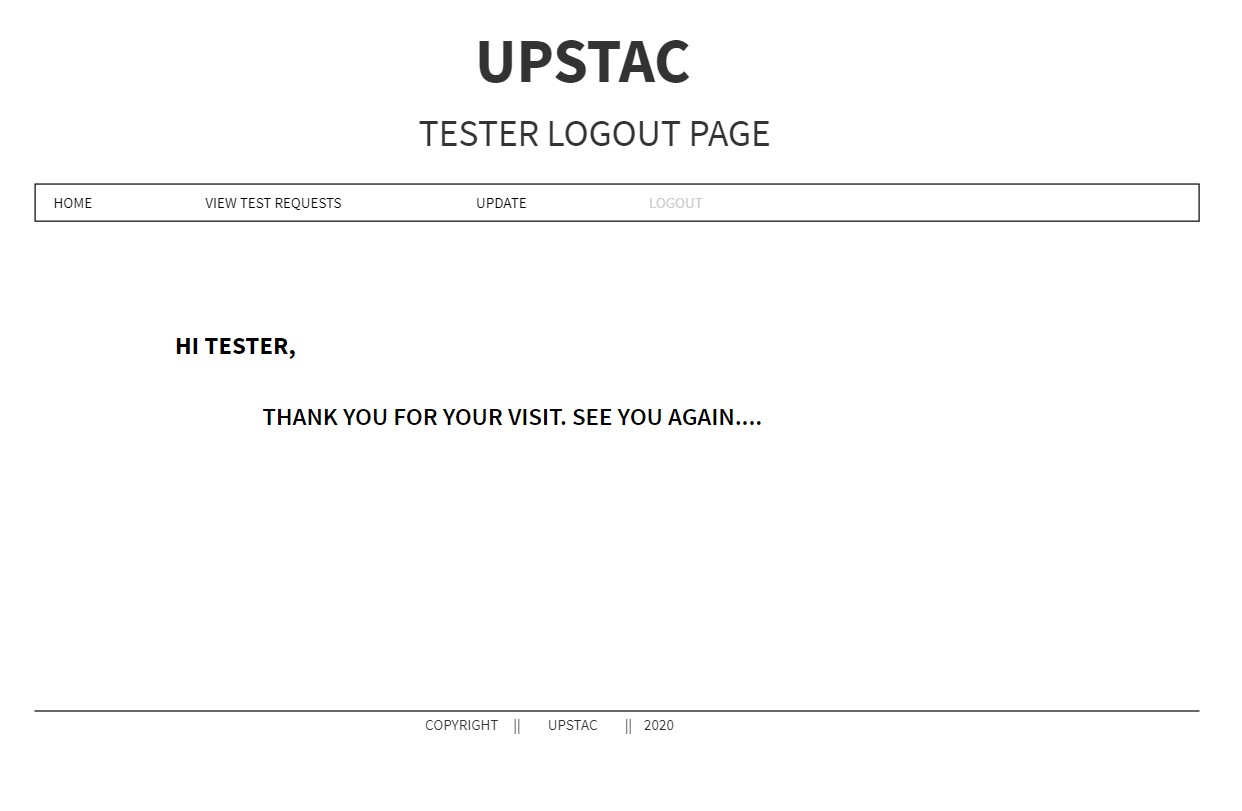 UPSTAC
TESTER LOGOUT PAGE
HOME VIEW TEST REQUESTS UPDATE LOGOUT
HI TESTER,
THANK YOU FOR YOUR VISIT. SEE YOU AGAIN....
COPYRIGHT || UPSTAC || 2020